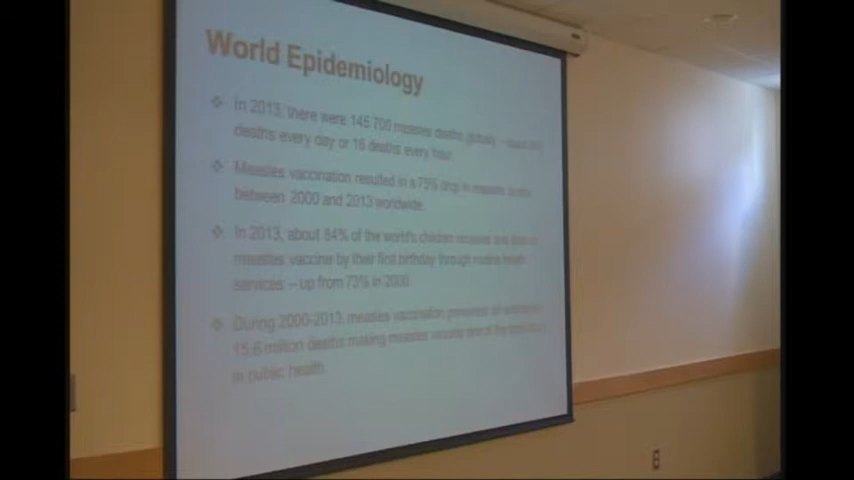 World Epidemiology
In 2013, there were 145 700 measles deaths globally – about
deaths every day or 16 deaths every hour.
Measles vaccination resulted in a 75% drop in measles deaths
between 2000 and 2013 worldwide.
In 2013, about 84% of the world's children received one dose of
measles vaccine by their first birthday through routine health
services – up from 73% in 2000.
During 2000-2013, measles vaccination prevented an estimated
15.6 million deaths making measles vaccine one of the best buys
in public health.